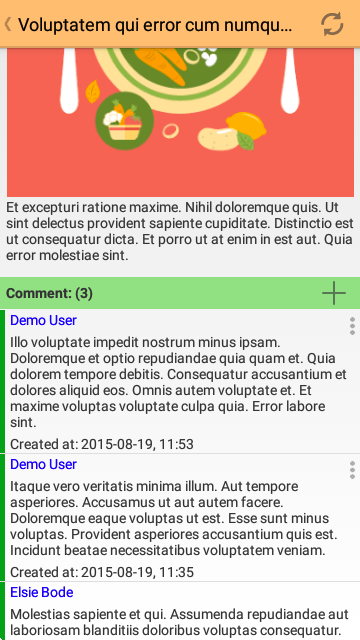 Voluptatem qui error cum numqu...
Et excepturi ratione maxime. Nihil doloremque quis. Ut
sint delectus provident sapiente cupiditate. Distinctio est
ut consequatur dicta. Et porro ut at enim in est aut. Quia
error molestiae sint.
Comment: (3)
Demo User
Illo voluptate impedit nostrum minus ipsam.
Doloremque et optio repudiandae quia quam et. Quia
dolorem tempore debitis. Consequatur accusantium et
dolores aliquid eos. Omnis autem voluptate et. Et
maxime voluptas voluptate culpa quia. Error labore
sint.
Created at: 2015-08-19, 11:53
Demo User
Itaque vero veritatis minima illum. Aut tempore
asperiores. Accusamus ut aut autem facere.
Doloremque eaque voluptas ut est. Esse sunt minus
voluptas. Provident asperiores accusantium quis est.
Incidunt beatae necessitatibus voluptatem veniam.
Created at: 2015-08-19, 11:35
Elsie Bode
Molestias sapiente et qui. Assumenda repudiandae aut
laboriosam blanditiis doloribus voluptas consequatur.